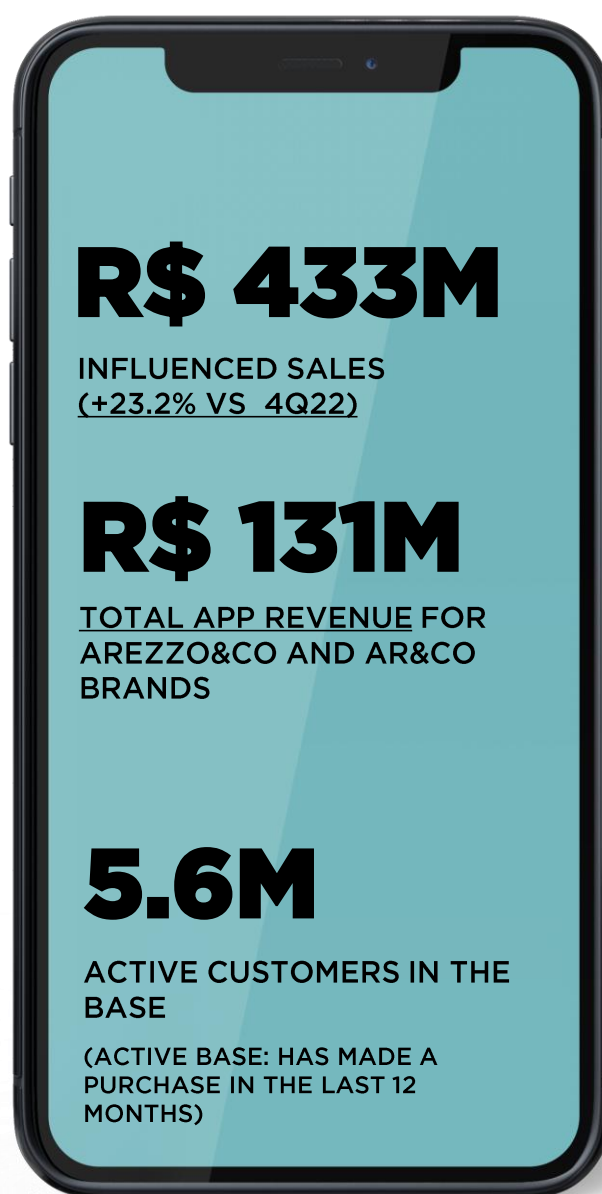 R$ 433M
INFLUENCED SALES
(+23.2% VS 4Q22)
R$ 131M
TOTAL APP REVENUE FOR
AREZZO&CO AND AR&CO
BRANDS
5.6M
ACTIVE CUSTOMERS IN THE
BASE
(ACTIVE BASE: HAS MADE A
PURCHASE IN THE LAST 12
MONTHS)